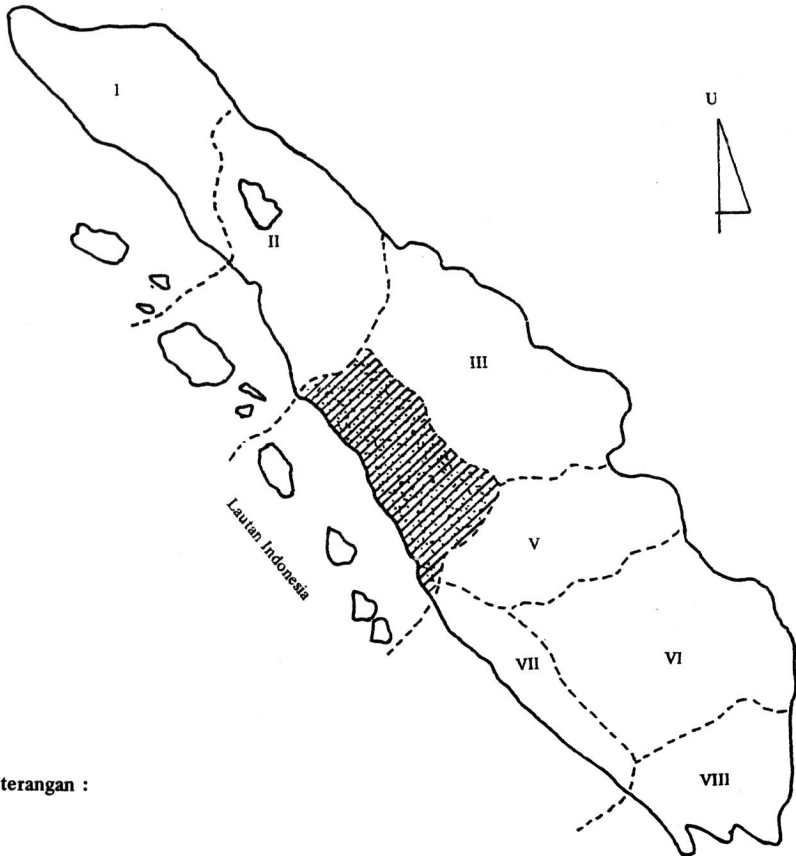 I
U
II
III
Lautan Indonesia
V
VII
VI
terangan :
VIII